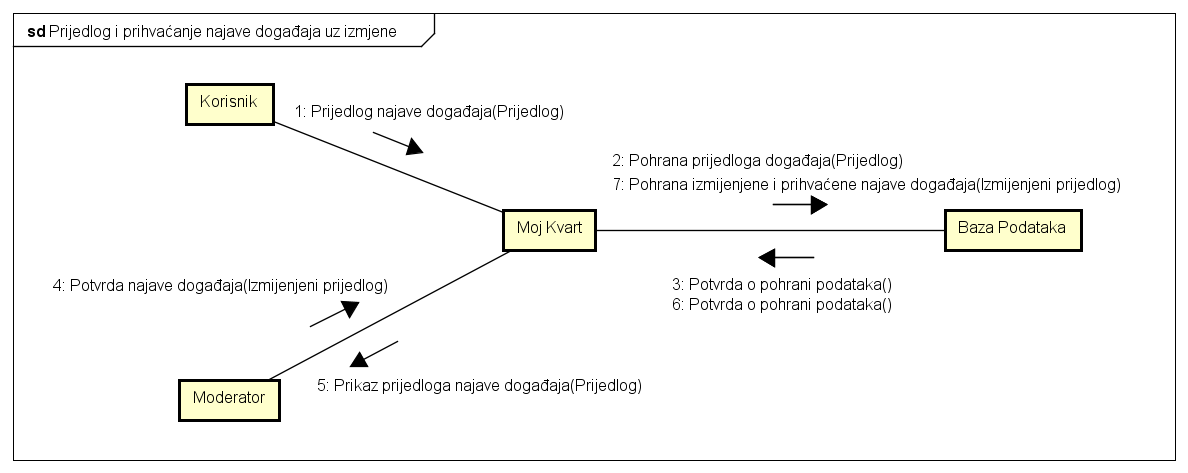 sd Prijedlog i prihvaćanje najave događaja uz izmjene
Korisnik
1: Prijedlog najave događaja(Prijedlog)
2: Pohrana prijedloga događaja(Prijedlog)
7: Pohrana izmijenjene i prihvaćene najave događaja(Izmijenjeni prijedlog)
Moj Kvart
Baza Podataka
4: Potvrda najave događaja(Izmijenjeni prijedlog)
3: Potvrda o pohrani podataka()
6: Potvrda o pohrani podataka()
5: Prikaz prijedloga najave događaja(Prijedlog)
Moderator